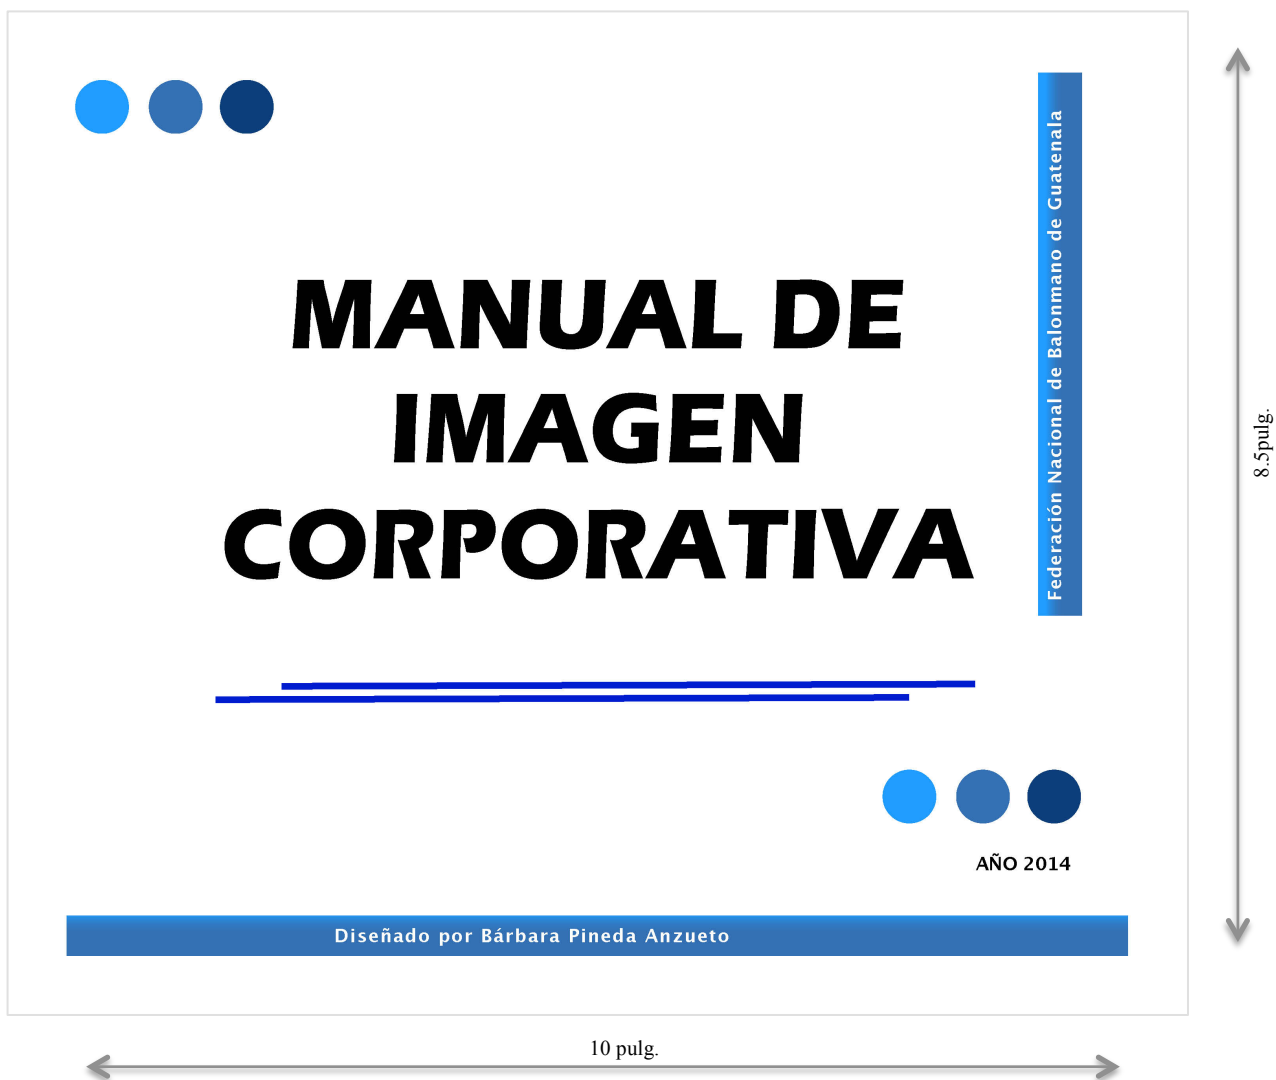 Federación Nacional de Balonmano de Guatenala
MANUAL DE
IMAGEN
CORPORATIVA
8.5pulg.
AÑO 2014
Diseñado por Bárbara Pineda Anzueto
10 pulg.